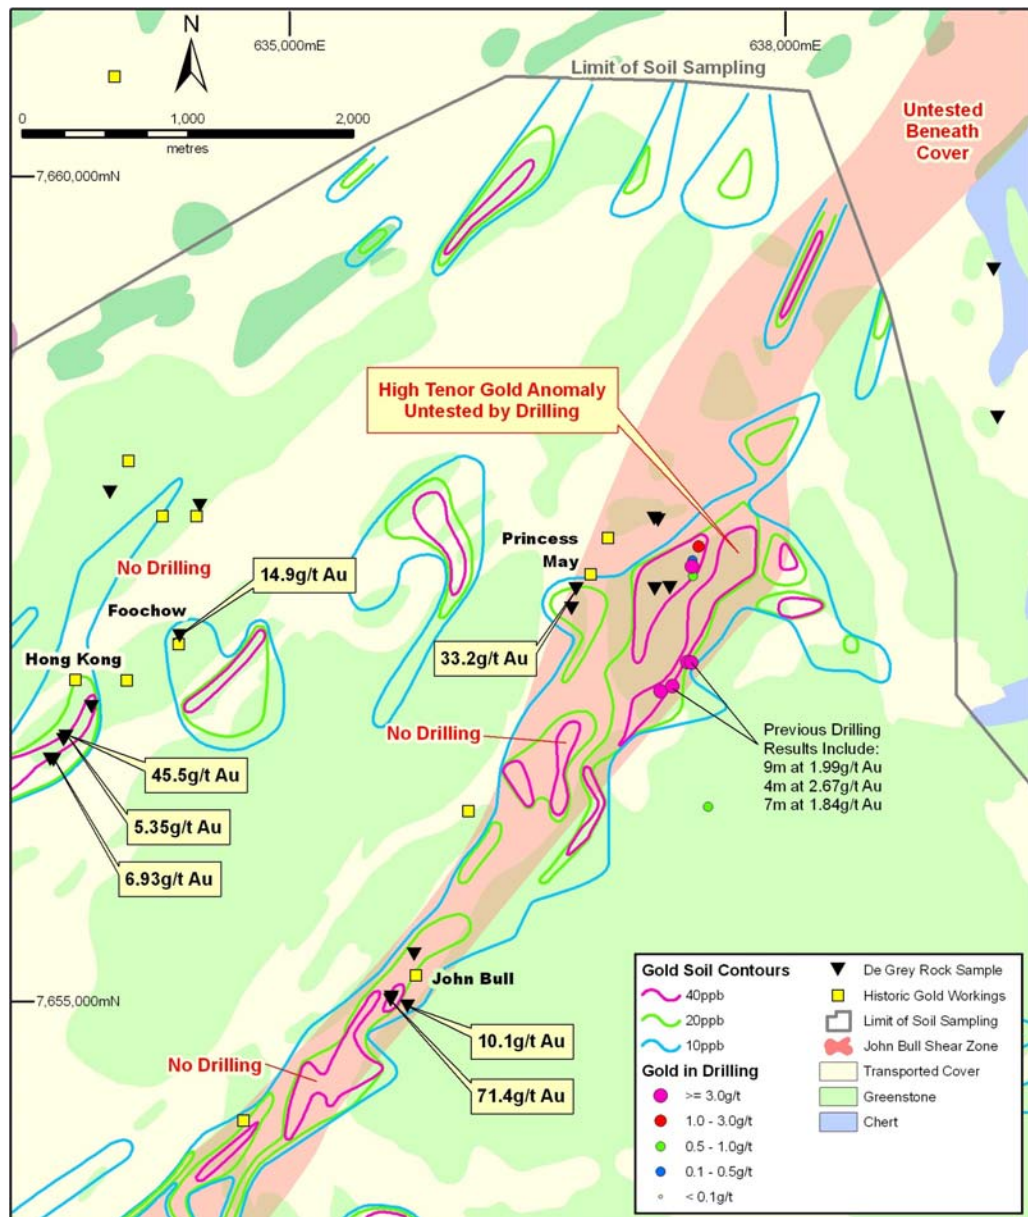 635,000mE
638,000mE
N
Limit of Soil Sampling
0
1,000
2,000
metres
Untested
Beneath
Cover
7,660,000mN
High Tenor Gold Anomaly
Untested by Drilling
Princess
May
No Drilling
14.9g/t Au
Foochow
Hong Kong
33.2g/t Au
No Drilling
Previous Drilling
Results Include:
9m at 1.99g/t Au
4m at 2.67g/t Au
7m at 1.84g/t Au
45.5g/t Au
5.35g/t Au
6.93g/t Au
7,655,000mN
John Bull
10.1g/t Au
No Drilling
71.4g/t Au
Gold Soil Contours
40ppb
20ppb
10ppb
Gold in Drilling
>= 3.0g/t
1.0 - 3.0g/t
0.5 - 1.0g/t
0.1 - 0.5g/t
< 0.1g/t
De Grey Rock Sample
Historic Gold Workings
Limit of Soil Sampling
John Bull Shear Zone
Transported Cover
Greenstone
Chert